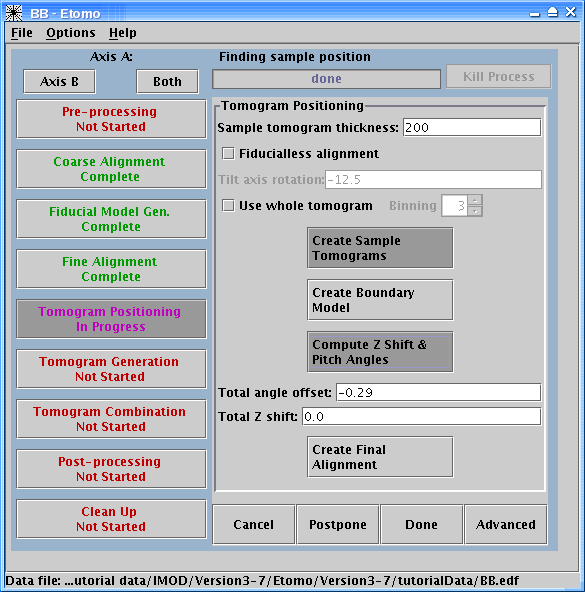 BB - Etomo
File Options Help
Axis A:
Finding sample position
Axis B
Both
done
Kill Process
Pre-processing
Not Started
Coarse Alignment
Complete
Fiducial Model Gen.
Complete
Fine Alignment
Complete
Tomogram Positioning
In Progress
Tomogram Generation
Not Started
Tomogram Combination
Not Started
Post-processing
Not Started
Clean Up
Not Started
Tomogram Positioning
Sample tomogram thickness: 200
Fiducialless alignment
Tilt axis rotation: -12.5
Use whole tomogram Binning 3
Create Sample
Tomograms
Create Boundary
Model
Compute Z Shift &
Pitch Angles
Total angle offset: -0.29
Total Z shift: 0.0
Create Final
Alignment
Cancel
Postpone
Done
Advanced
Data file: ...utorial data/IMOD/Version3-7/Etomo/Version3-7/tutorialData/BB.edf